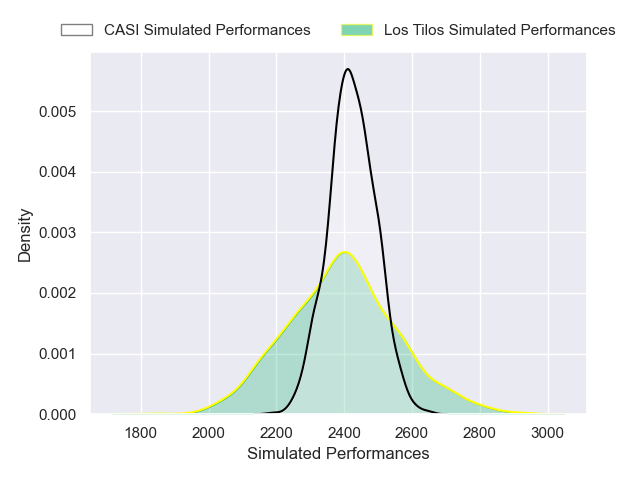 CASI Simulated Performances
Los Tilos Simulated Performances
0.005
0.004
0.003
0.002
0.001
0.000
Density
1800 2000 2200 2400 2600 2800 3000
Simulated Performances